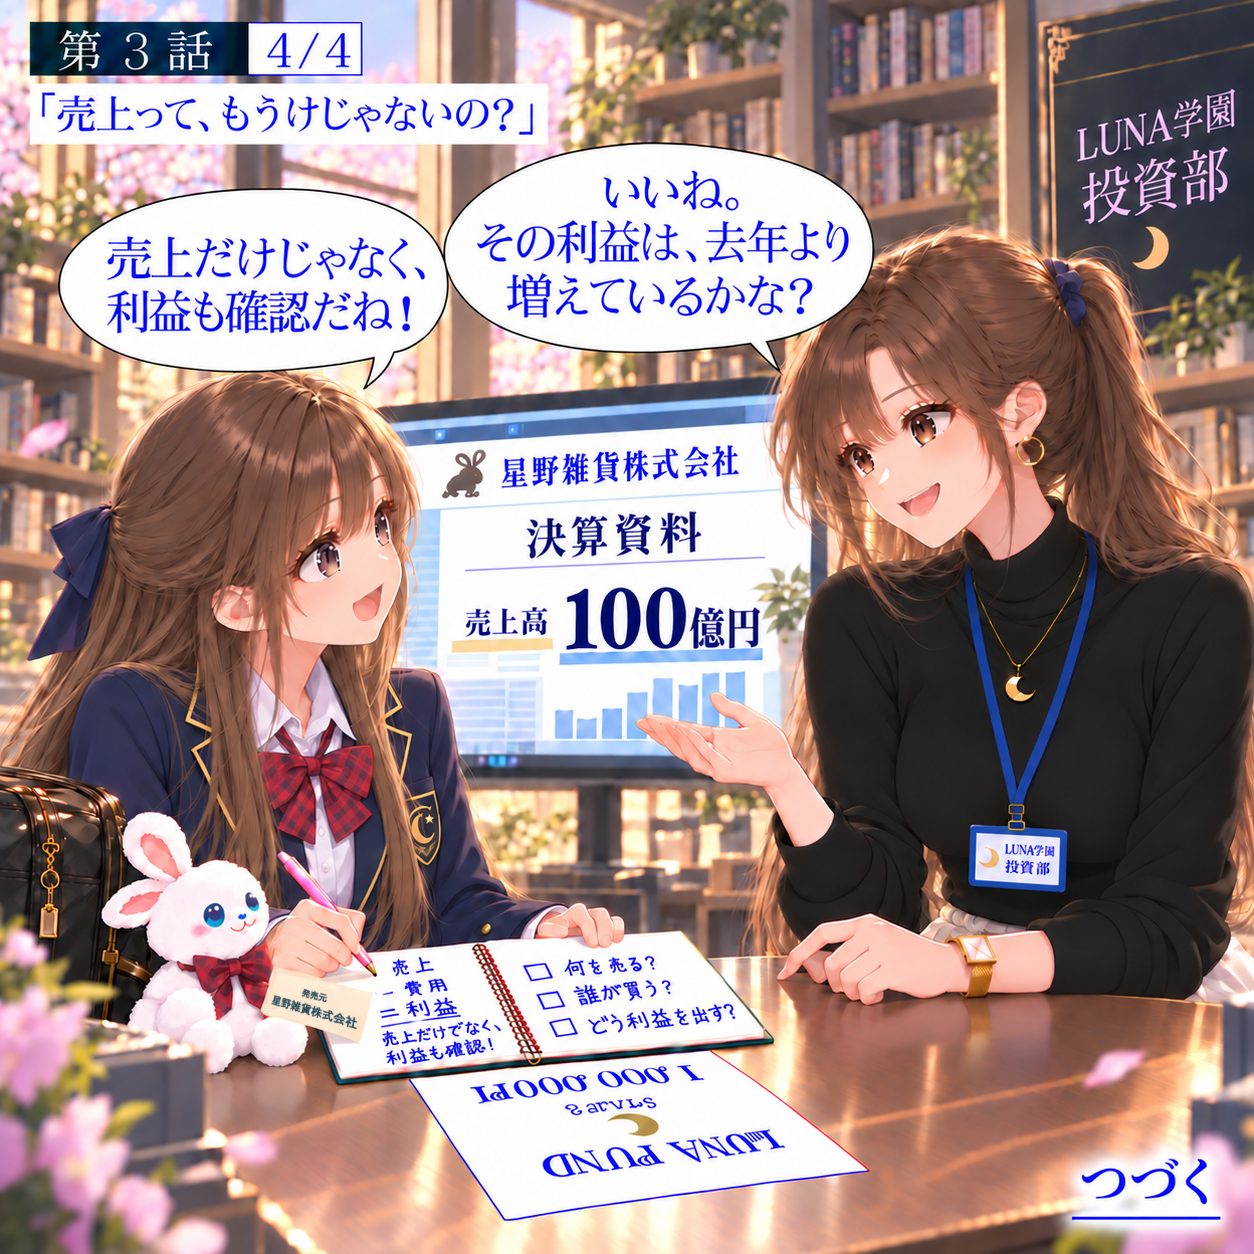 第3話 4/4
「売上って、もうけじゃないの?」
売上だけじゃなく、
利益も確認だね!
いいね。
その利益は、去年より
増えているかな?
LUNA学園
投資部
星野雑貨株式会社
決算資料
売上高 100億円
LUNA学園
投資部
売上
－費用
＝利益
売上だけでなく、
利益も確認!
□ 何を売る?
□ 誰が買う?
□ どう利益を出す?
発売元
星野雑貨株式会社
LUNA FUND
1,000,000PT
つづく